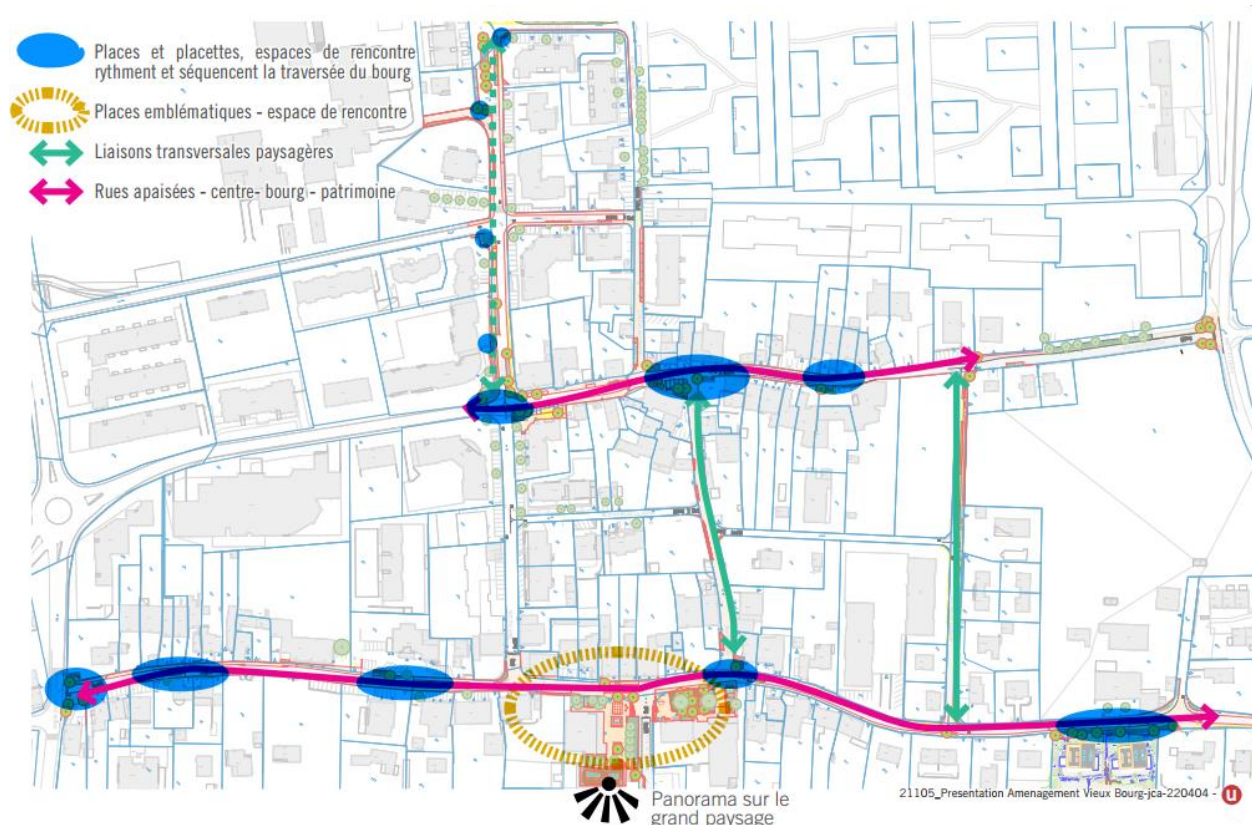 Places et placettes, espaces de rencontre
rythment et séquencent la traversée du bourg
Places emblématiques - espace de rencontre
Liaisons transversales paysagères
Rues apaisées - centre- bourg - patrimoine
Panorama sur le
grand paysage
21105_Presentation Amenagement Vieux Bourg-jca-220404 -
u